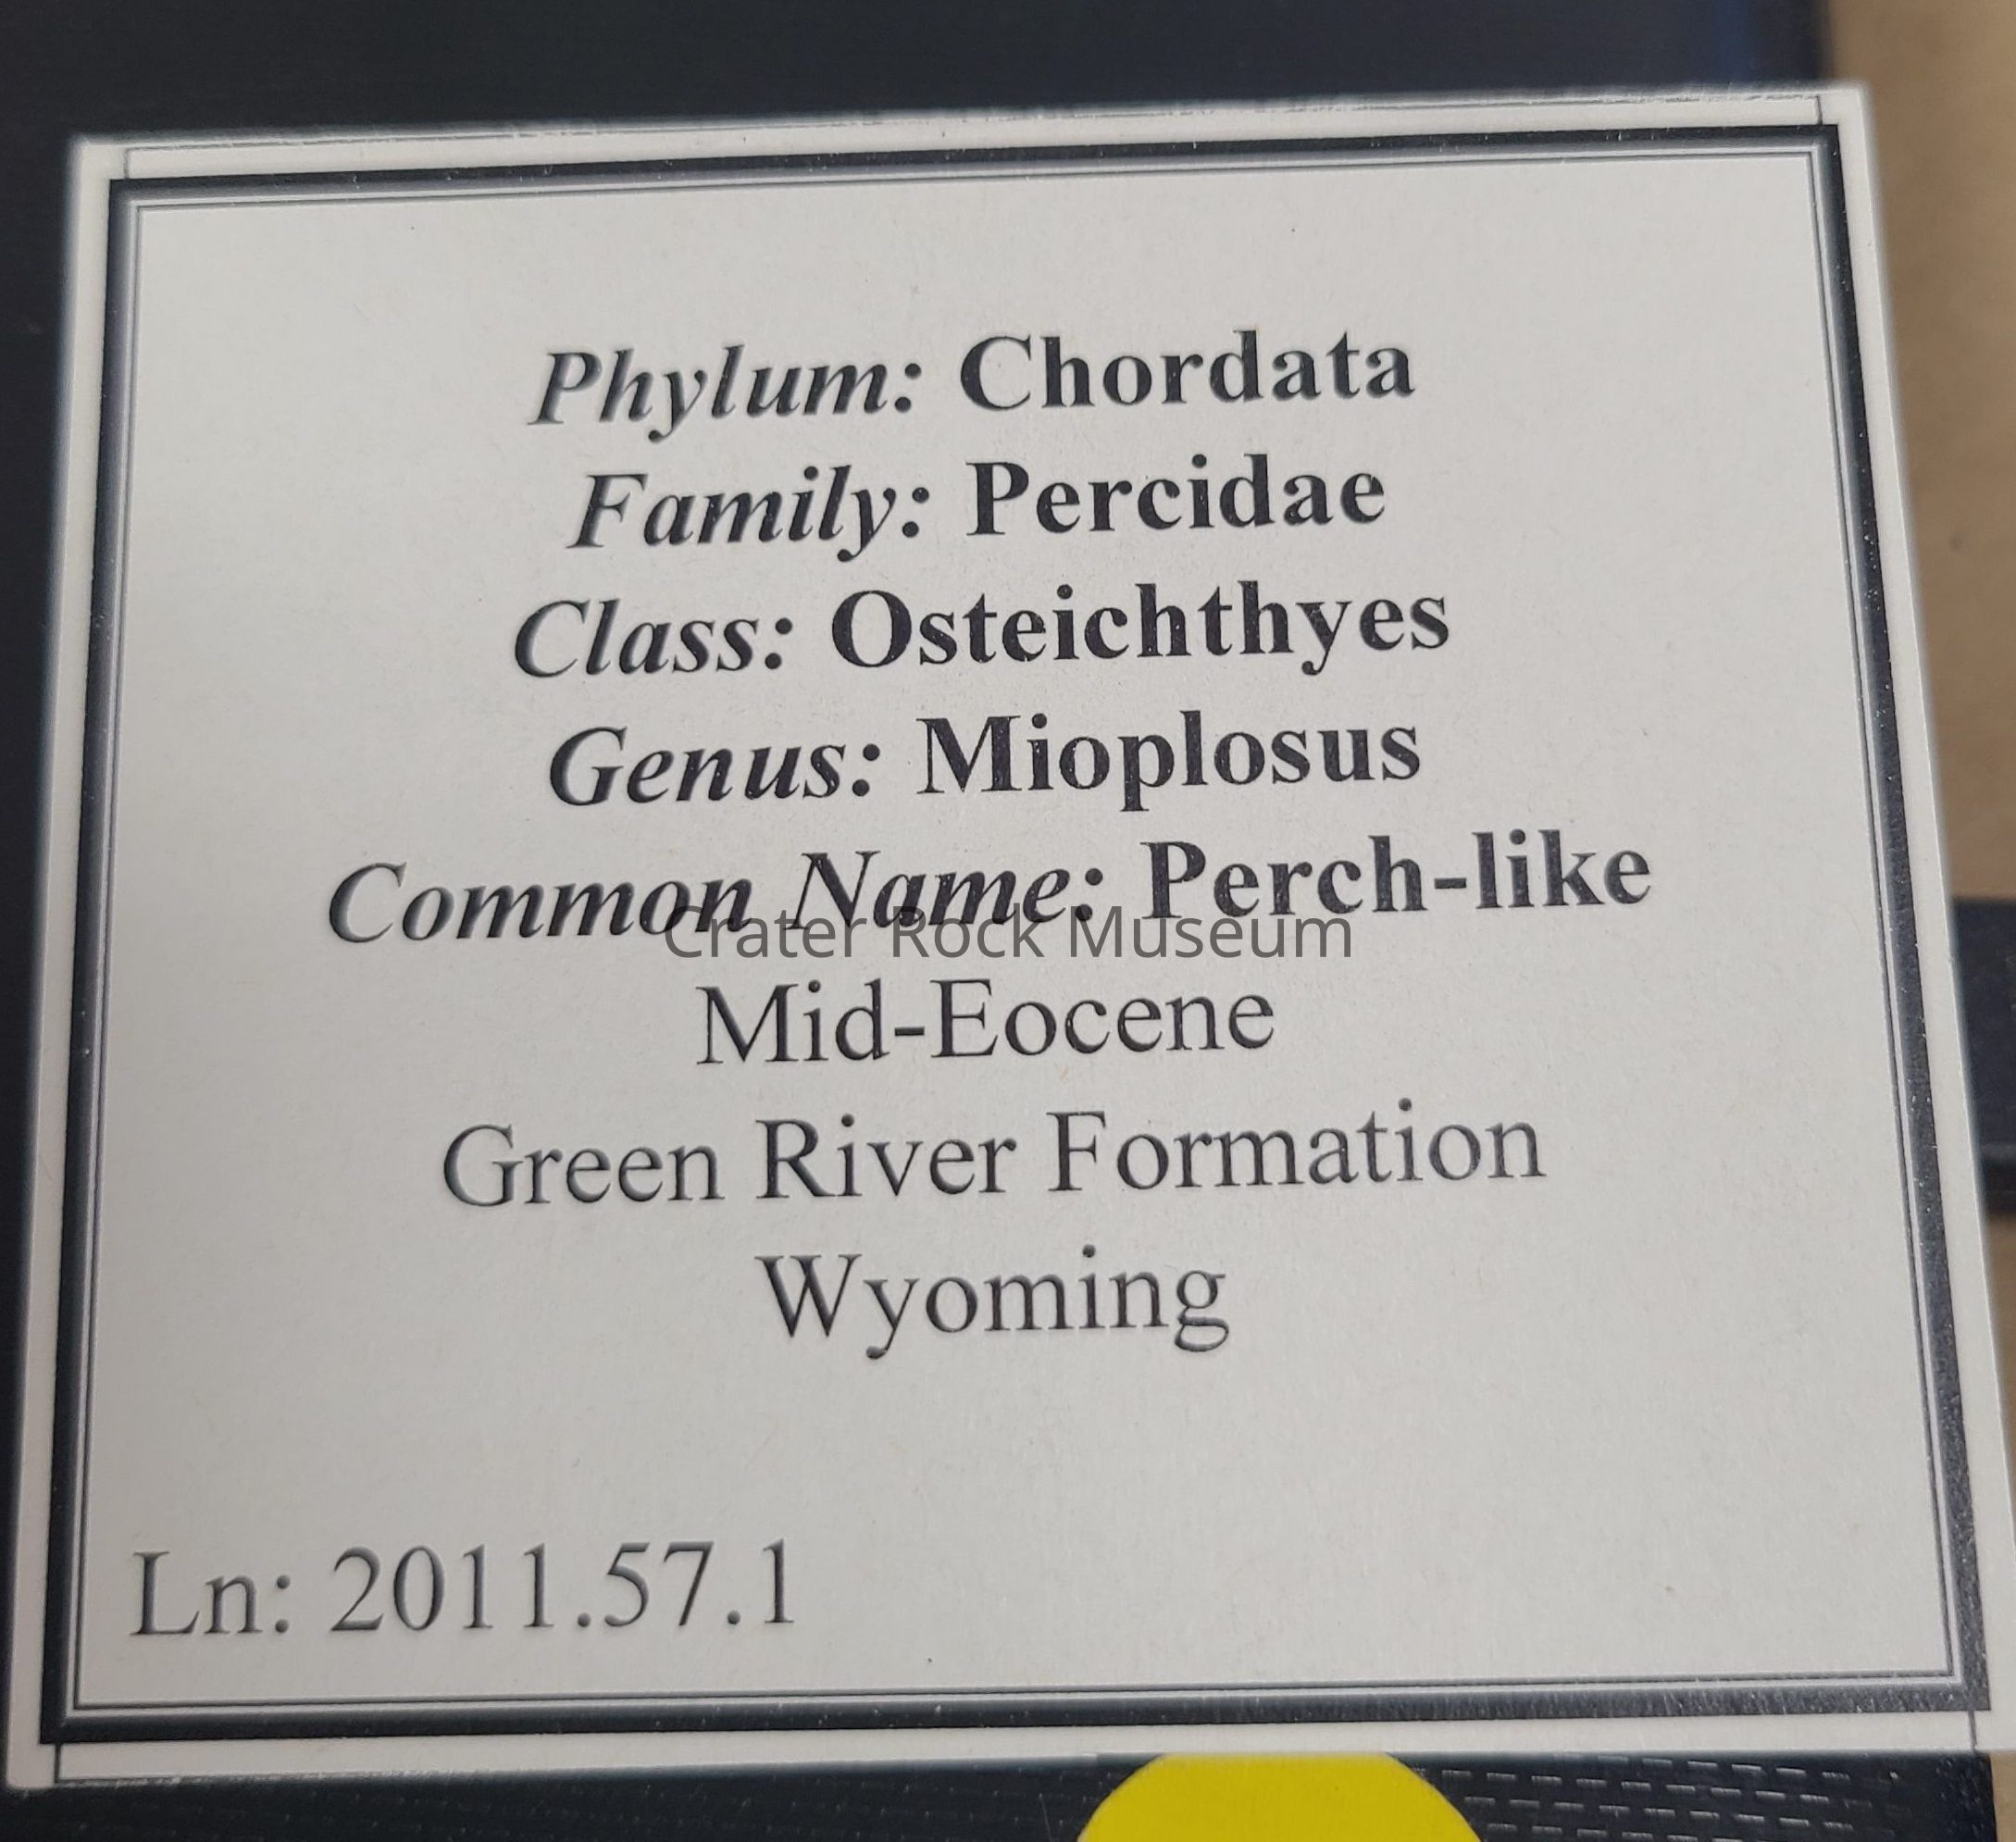 Phylum: Chordata
Family: Percidae
Class: Osteichthyes
Genus: Mioplosus
Common Name: Perch-like
Crater Rock Museum
Mid-Eocene
Green River Formation
Wyoming
Ln: 2011.57.1